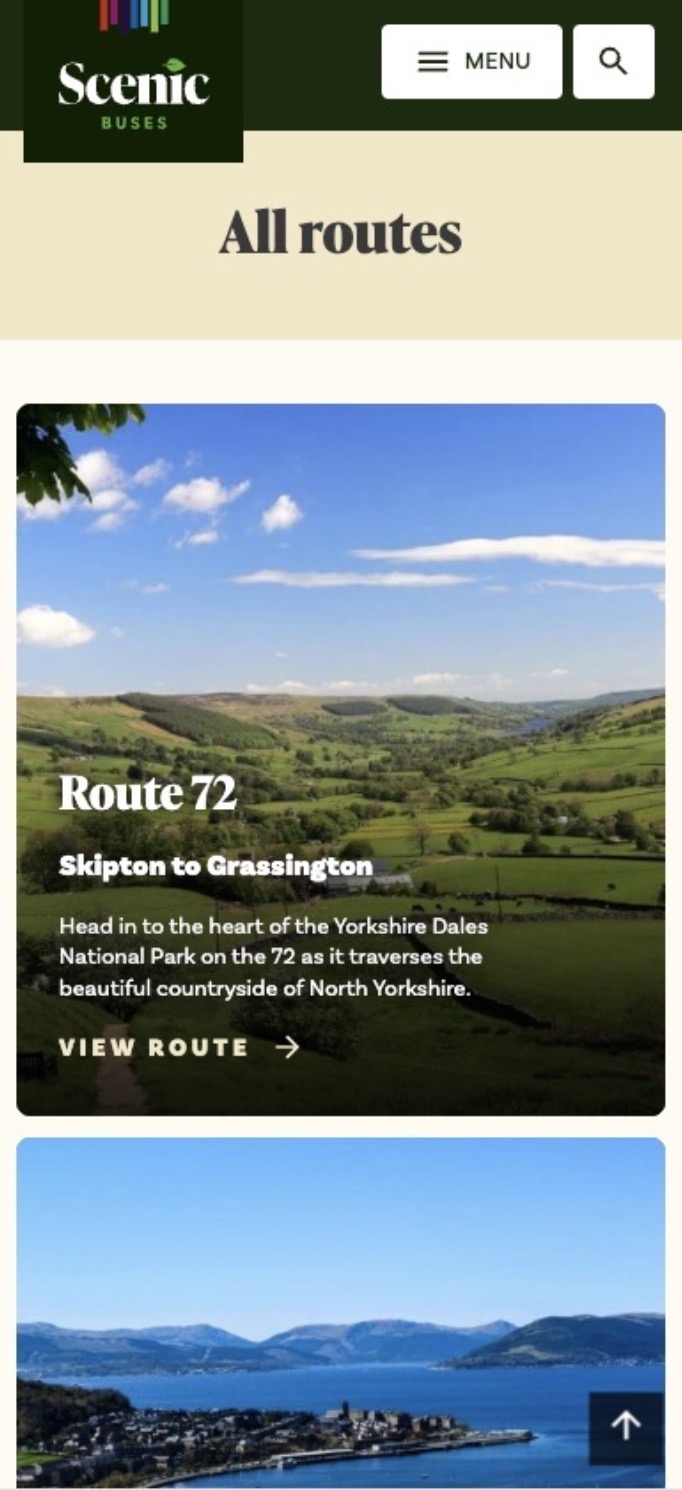 Scenic
BUSES
MENU
All routes
Route 72
Skipton to Grassington
Head in to the heart of the Yorkshire Dales
National Park on the 72 as it traverses the
beautiful countryside of North Yorkshire.
VIEW ROUTE